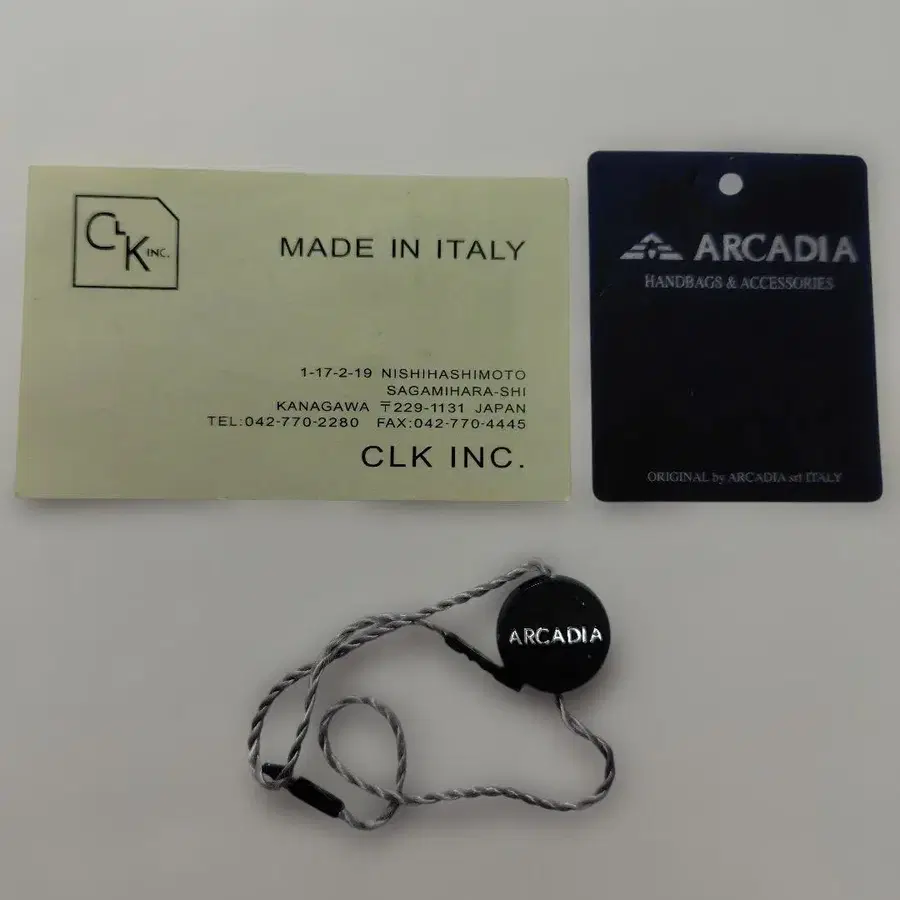 CLK INC.
MADE IN ITALY
1-17-2-19 NISHIHASHIMOTO
SAGAMIHARA-SHI
KANAGAWA 〒229-1131 JAPAN
TEL:042-770-2280 FAX:042-770-4445
CLK INC.
ARCADIA
HANDBAGS & ACCESSORIES
ORIGINAL by ARCADIA srl ITALY
ARCADIA